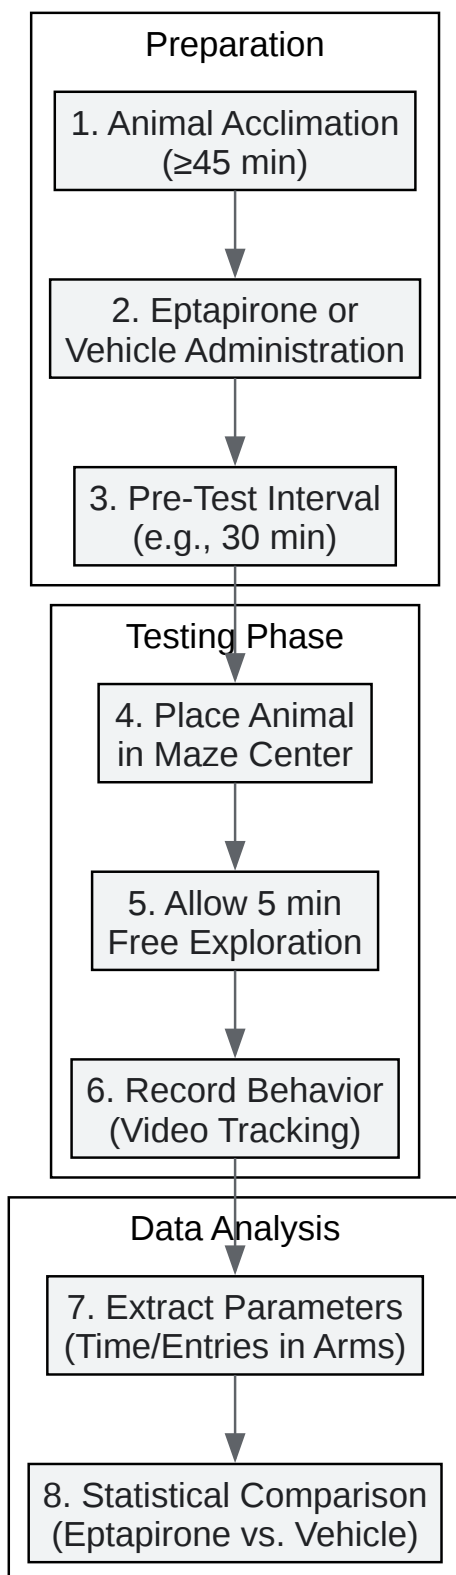 Preparation
1. Animal Acclimation
(≥45 min)
2. Eptapirone or
Vehicle Administration
3. Pre-Test Interval
(e.g., 30 min)
Testing Phase
4. Place Animal
in Maze Center
5. Allow 5 min
Free Exploration
6. Record Behavior
(Video Tracking)
Data Analysis
7. Extract Parameters
(Time/Entries in Arms)
8. Statistical Comparison
(Eptapirone vs. Vehicle)